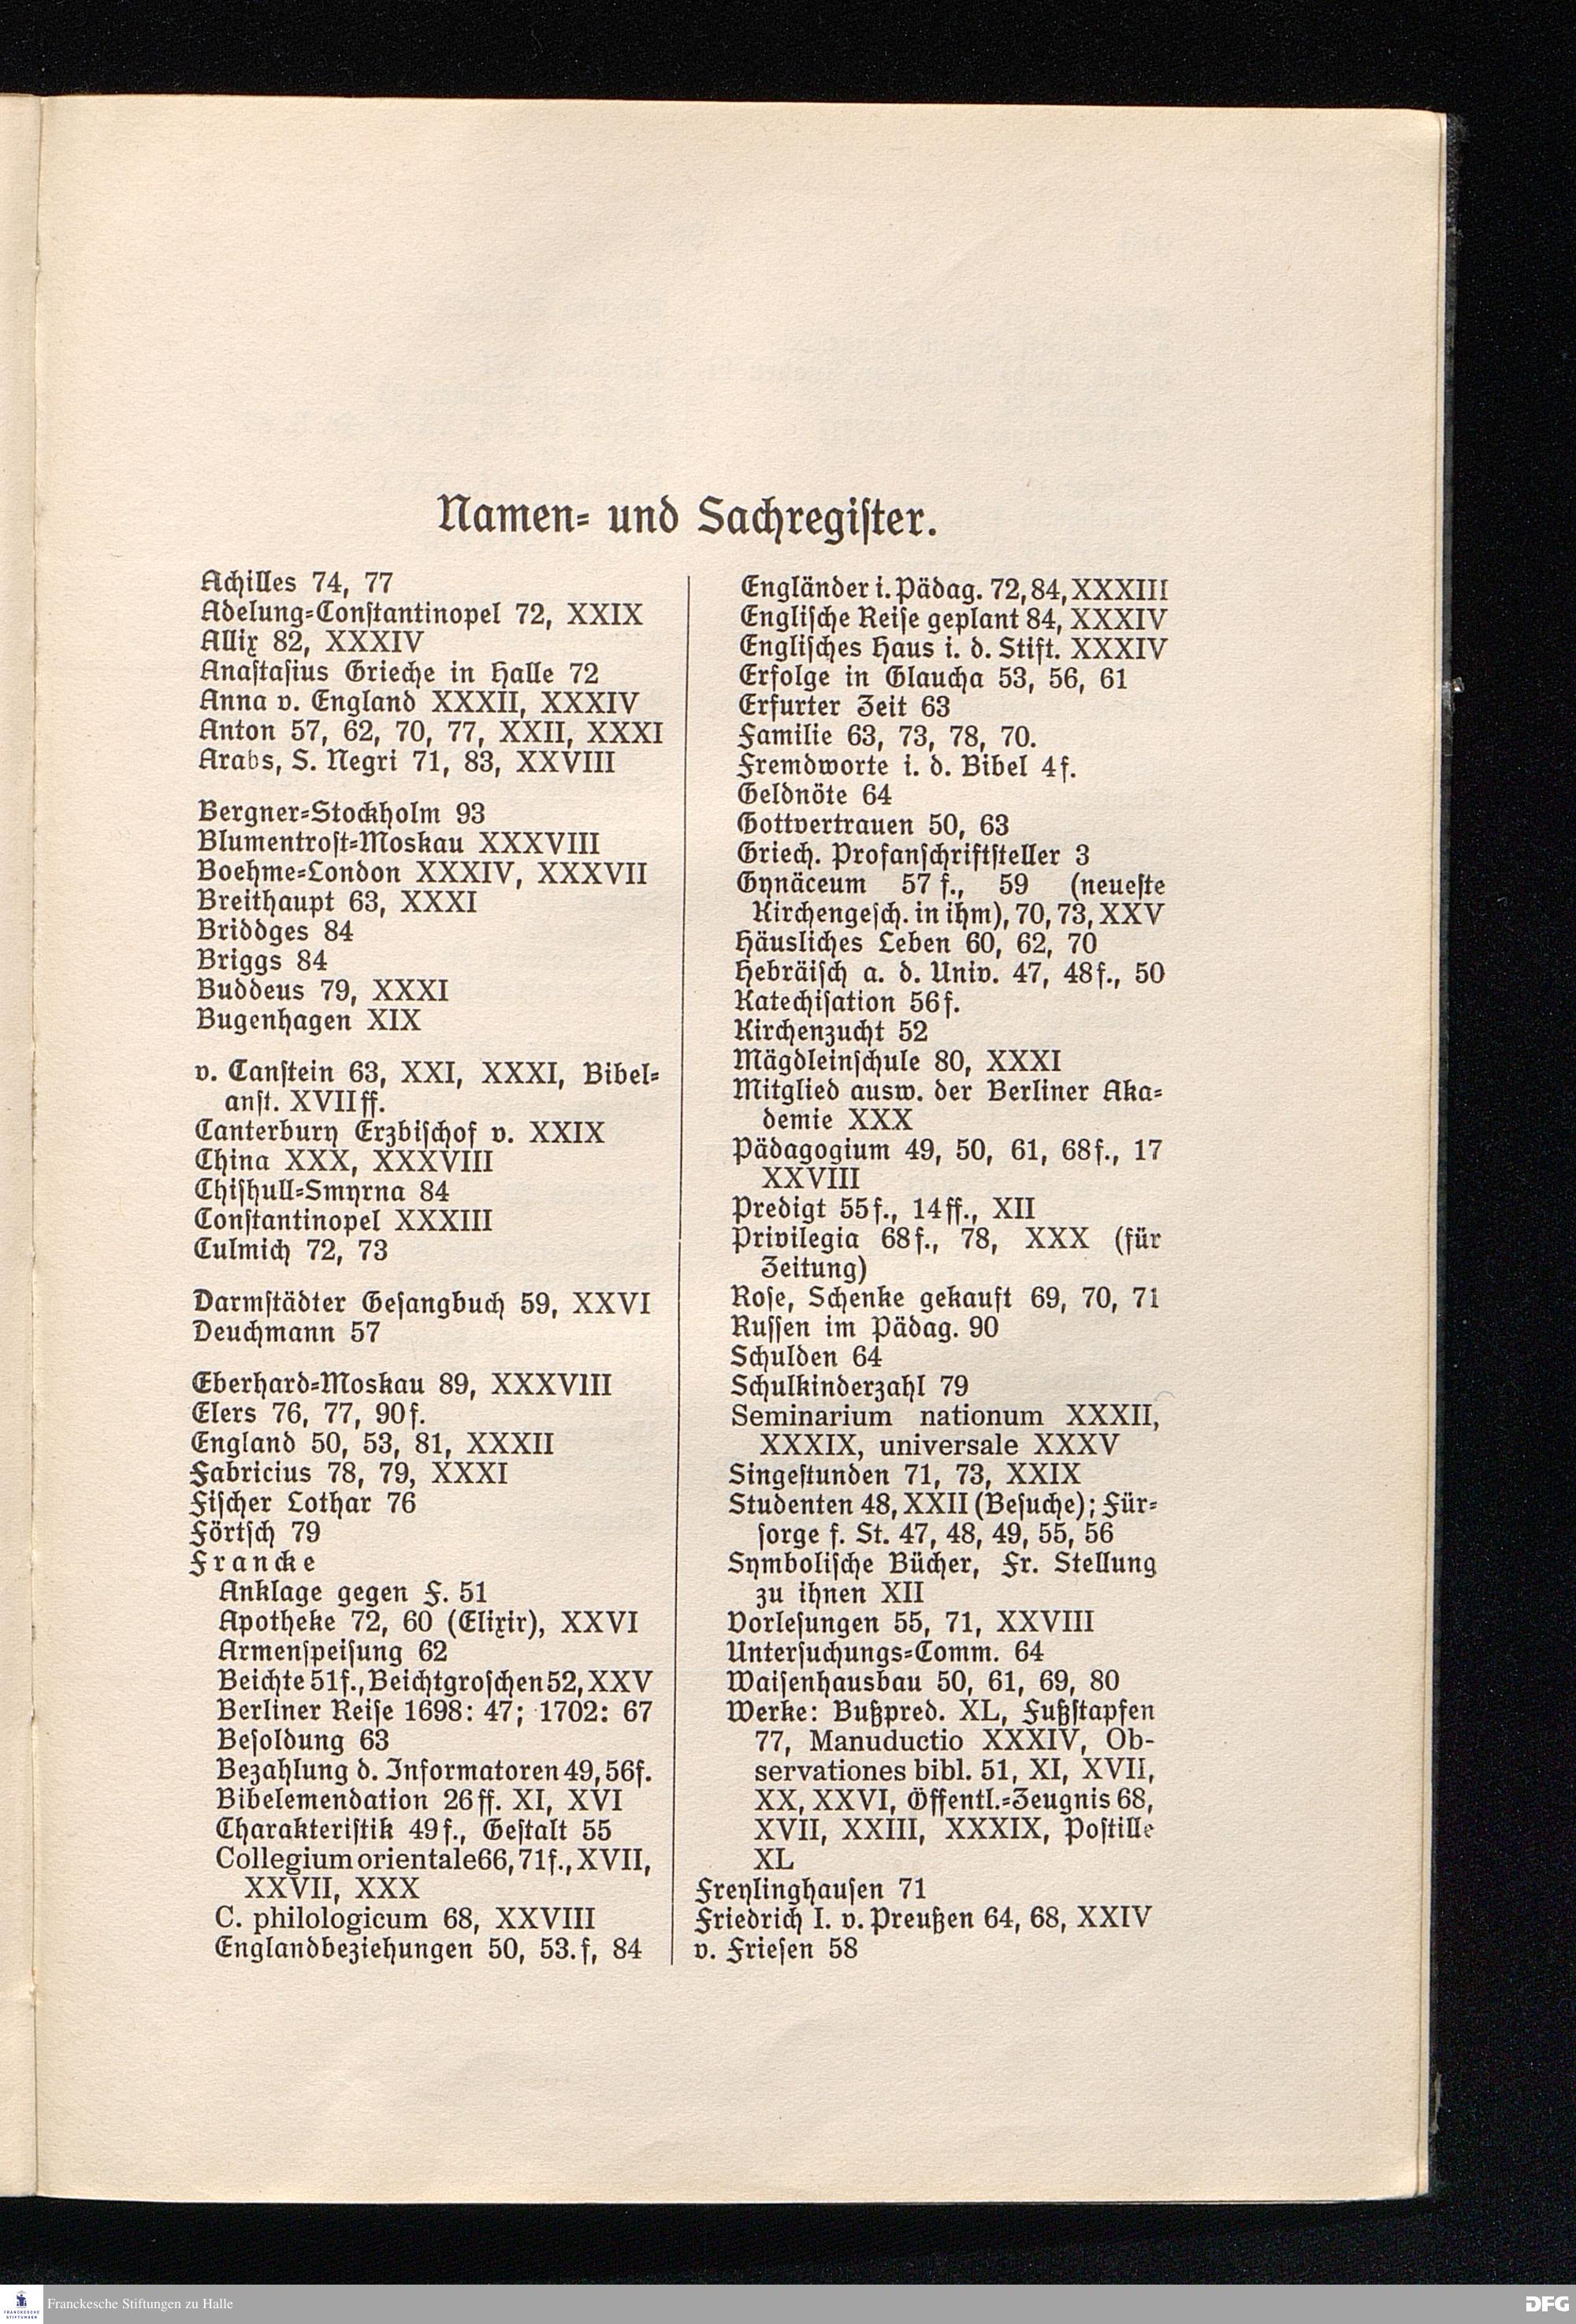 Namen- und Sachregister.
Achilles 74, 77
Adelung-Constantinopel 72, XXIX
Allix 82, XXXIV
Anastasius Grieche in Halle 72
Anna v. England XXXII, XXXIV
Anton 57, 62, 70, 77, XXII, XXXI
Arabs, S. Negri 71, 83, XXVIII
Bergner-Stockholm 93
Blumentrost-Moskau XXXVIII
Boehme-London XXXIV, XXXVII
Breithaupt 63, XXXI
Briddges 84
Briggs 84
Buddeus 79, XXXI
Bugenhagen XIX
v. Canstein 63, XXI, XXXI, Bibel-
anst. XVII ff.
Canterbury Erzbischof v. XXIX
China XXX, XXXVIII
Chishull-Smyrna 84
Constantinopel XXXIII
Culmich 72, 73
Darmstädter Gesangbuch 59, XXVI
Deuchmann 57
Eberhard-Moskau 89, XXXVIII
Elers 76, 77, 90 f.
England 50, 53, 81, XXXII
Fabricius 78, 79, XXXI
Fischer Lothar 76
Förtsch 79
Francke
Anklage gegen F. 51
Apotheke 72, 60 (Elixir), XXVI
Armenspeisung 62
Beichte 51 f., Beichtgroschen 52, XXV
Berliner Reise 1698: 47; 1702: 67
Besoldung 63
Bezahlung d. Informatoren 49, 56f.
Bibelemendation 26 ff. XI, XVI
Charakteristik 49 f., Gestalt 55
Collegium orientale 66, 71f., XVII,
XXVII, XXX
C. philologicum 68, XXVIII
Englandbeziehungen 50, 53.f, 84
Engländer i. Pädag. 72, 84, XXXIII
Englische Reise geplant 84, XXXIV
Englisches Haus i. d. Stift. XXXIV
Erfolge in Glaucha 53, 56, 61
Erfurter Zeit 63
Familie 63, 73, 78, 70.
Fremdworte i. d. Bibel 4 f.
Geldnöte 64
Gottvertrauen 50, 63
Griech. Profanschriftsteller 3
Gynäceum 57 f., 59 (neueste
Kirchengesch. in ihm), 70, 73, XXV
Häusliches Leben 60, 62, 70
Hebräisch a. d. Univ. 47, 48 f., 50
Katechisation 56 f.
Kirchenzucht 52
Mägdleinschule 80, XXXI
Mitglied ausw. der Berliner Aka-
demie XXX
Pädagogium 49, 50, 61, 68 f., 17
XXVIII
Predigt 55 f., 14 ff., XII
Privilegia 68 f., 78, XXX (für
Zeitung)
Rose, Schenke gekauft 69, 70, 71
Russen im Pädag. 90
Schulden 64
Schulkinderzahl 79
Seminarium nationum XXXII,
XXXIX, universale XXXV
Singestunden 71, 73, XXIX
Studenten 48, XXII (Besuche); Für-
sorge f. St. 47, 48, 49, 55, 56
Symbolische Bücher, Fr. Stellung
zu ihnen XII
Vorlesungen 55, 71, XXVIII
Untersuchungs-Comm. 64
Waisenhausbau 50, 61, 69, 80
Werke: Bußpred. XL, Fußstapfen
77, Manuductio XXXIV, Ob-
servationes bibl. 51, XI, XVII,
XX, XXVI, Öffentl.-Zeugnis 68,
XVII, XXIII, XXXIX, Postille
XL
Freylinghausen 71
Friedrich I. v. Preußen 64, 68, XXIV
v. Friesen 58
FRANCKESCHE
STIFTUNGEN
Franckesche Stiftungen zu Halle
DFG